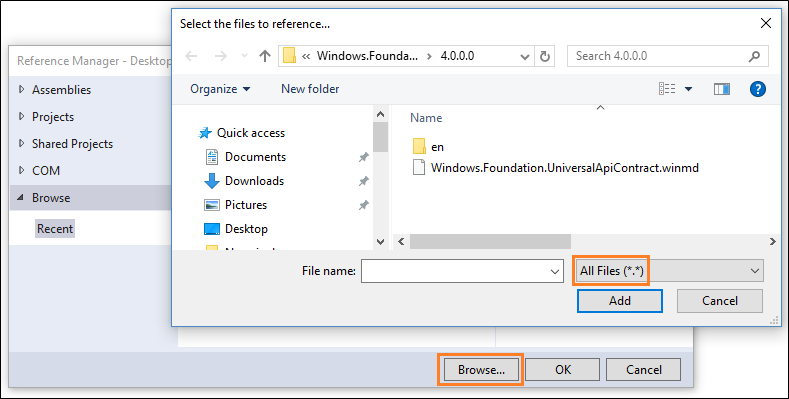 Select the files to reference...
Reference Manager - Desktop
Windows.Founda... 4.0.0.0
Search 4.0.0.0
Organize
New folder
Assemblies
Projects
Shared Projects
COM
Browse
Recent
Quick access
Documents
Downloads
Pictures
Desktop
Name
en
Windows.Foundation.UniversalApiContract.winmd
File name:
All Files (*.*)
Add
Cancel
Browse...
OK
Cancel